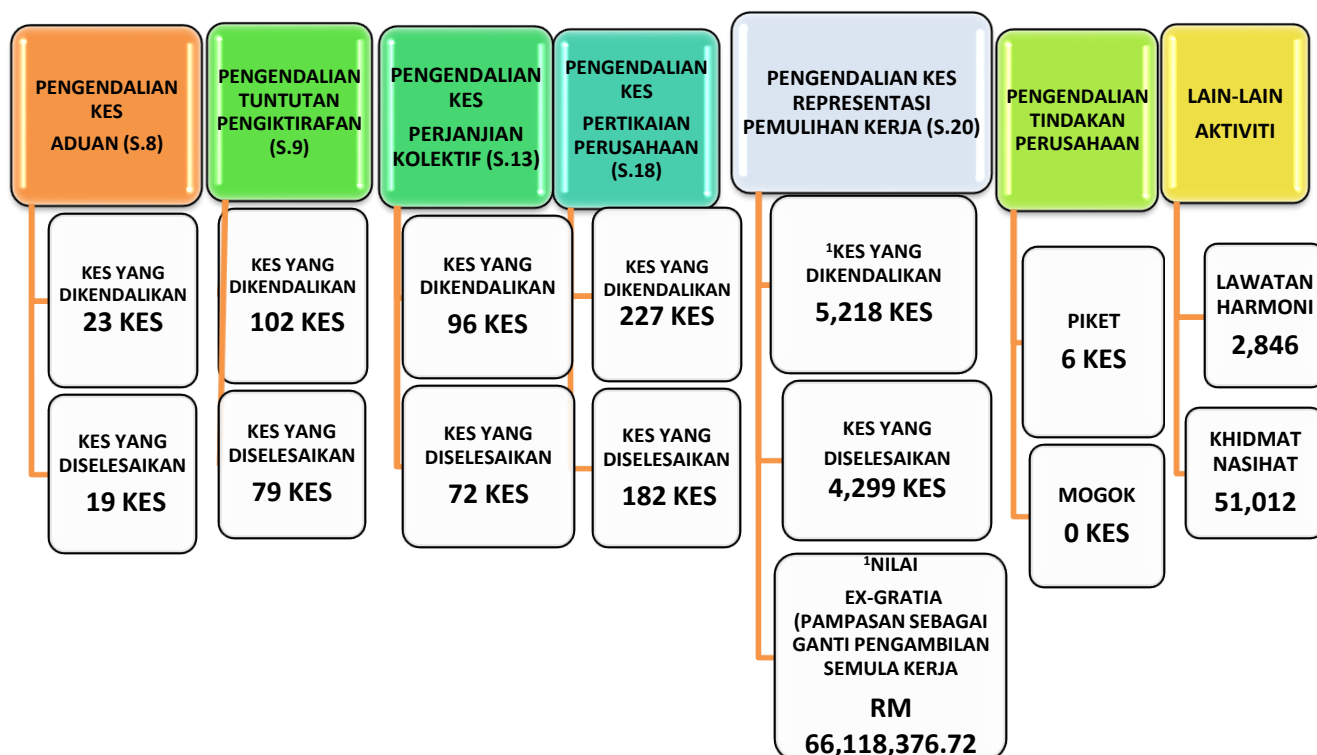 PENGENDALIAN
KES
ADUAN (S.8)
KES YANG
DIKENDALIKAN
23 KES
KES YANG
DISELESAIKAN
19 KES
PENGENDALIAN
TUNTUTAN
PENGIKTIRAFAN
(S.9)
KES YANG
DIKENDALIKAN
102 KES
KES YANG
DISELESAIKAN
79 KES
PENGENDALIAN
KES
PERJANJIAN
KOLEKTIF (S.13)
KES YANG
DIKENDALIKAN
96 KES
KES YANG
DISELESAIKAN
72 KES
PENGENDALIAN
KES
PERTIKAIAN
PERUSAHAAN
(S.18)
KES YANG
DIKENDALIKAN
227 KES
KES YANG
DISELESAIKAN
182 KES
PENGENDALIAN KES
REPRESENTASI
PEMULIHAN KERJA (S.20)
¹KES YANG
DIKENDALIKAN
5,218 KES
KES YANG
DISELESAIKAN
4,299 KES
¹NILAI
EX-GRATIA
(PAMPASAN SEBAGAI
GANTI PENGAMBILAN
SEMULA KERJA
RM
66,118,376.72
PENGENDALIAN
TINDAKAN
PERUSAHAAN
PIKET
6 KES
MOGOK
0 KES
LAIN-LAIN
AKTIVITI
LAWATAN
HARMONI
2,846
KHIDMAT
NASIHAT
51,012